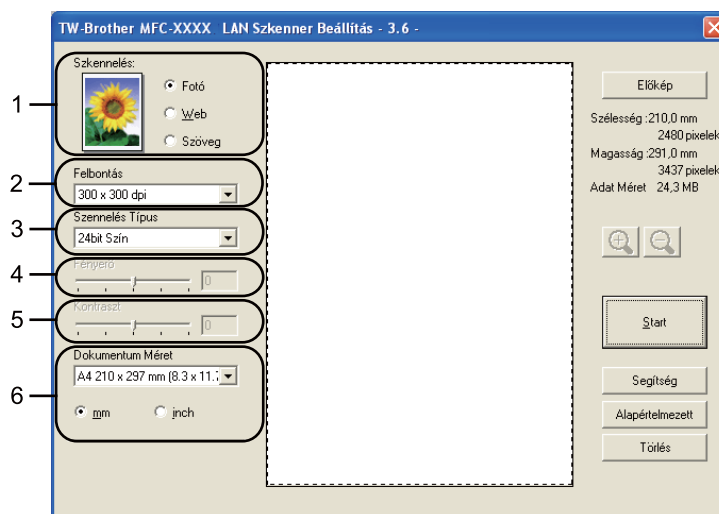 TW-Brother MFC-XXXX LAN Szkenner Beállítás - 3.6 -
1
Szkennelés:
Fotó
Web
Szöveg
2
Felbontás
300 x 300 dpi
3
Szennelés Típus
24bit Szín
4
Fényerő
0
5
Kontraszt
0
6
Dokumentum Méret
A4 210 x 297 mm (8.3 x 11.7
mm
inch
Előkép
Szélesség :210,0 mm
2480 pixelek
Magasság :291,0 mm
3437 pixelek
Adat Méret 24,3 MB
Start
Segítség
Alapértelmezett
Törlés